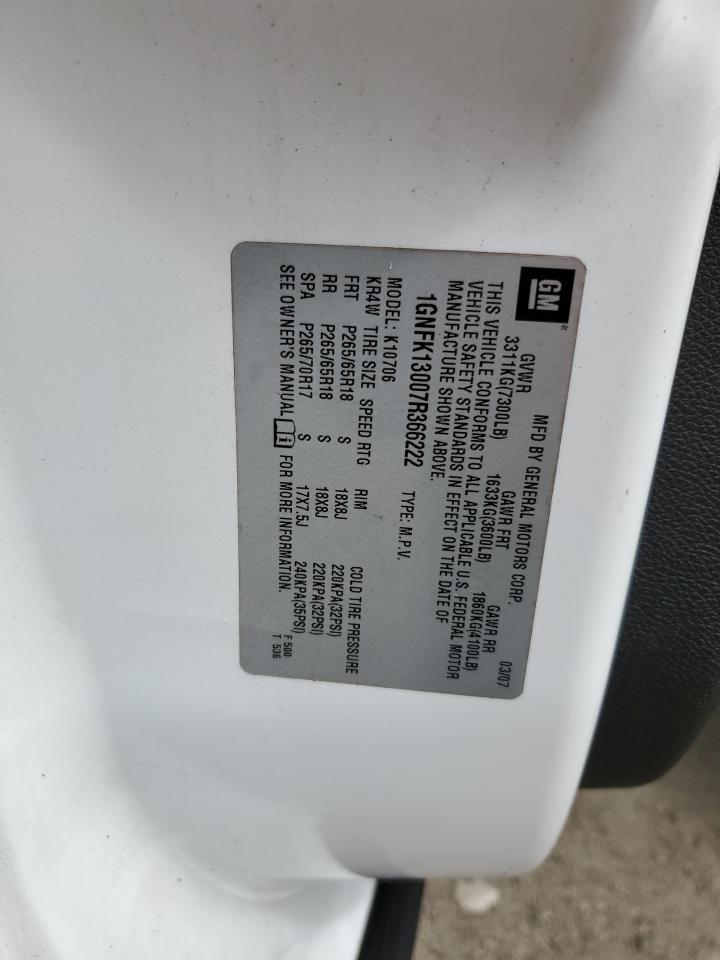 GM®
MFD BY GENERAL MOTORS CORP. 03/07
GVWR GAWR FRT GAWR RR
3311KG(7300LB) 1633KG(3600LB) 1860KG(4100LB)
THIS VEHICLE CONFORMS TO ALL APPLICABLE U.S. FEDERAL MOTOR
VEHICLE SAFETY STANDARDS IN EFFECT ON THE DATE OF
MANUFACTURE SHOWN ABOVE.
1GNFK13007R366222 TYPE: M.P.V.
MODEL: K10706
KR4W TIRE SIZE SPEED RTG RIM COLD TIRE PRESSURE
FRT P265/65R18 S 18X8J 220KPA(32PSI)
RR P265/65R18 S 18X8J 220KPA(32PSI)
SPA P265/70R17 S 17X7.5J 240KPA(35PSI)
SEE OWNER'S MANUAL i FOR MORE INFORMATION.
F 500
T 536